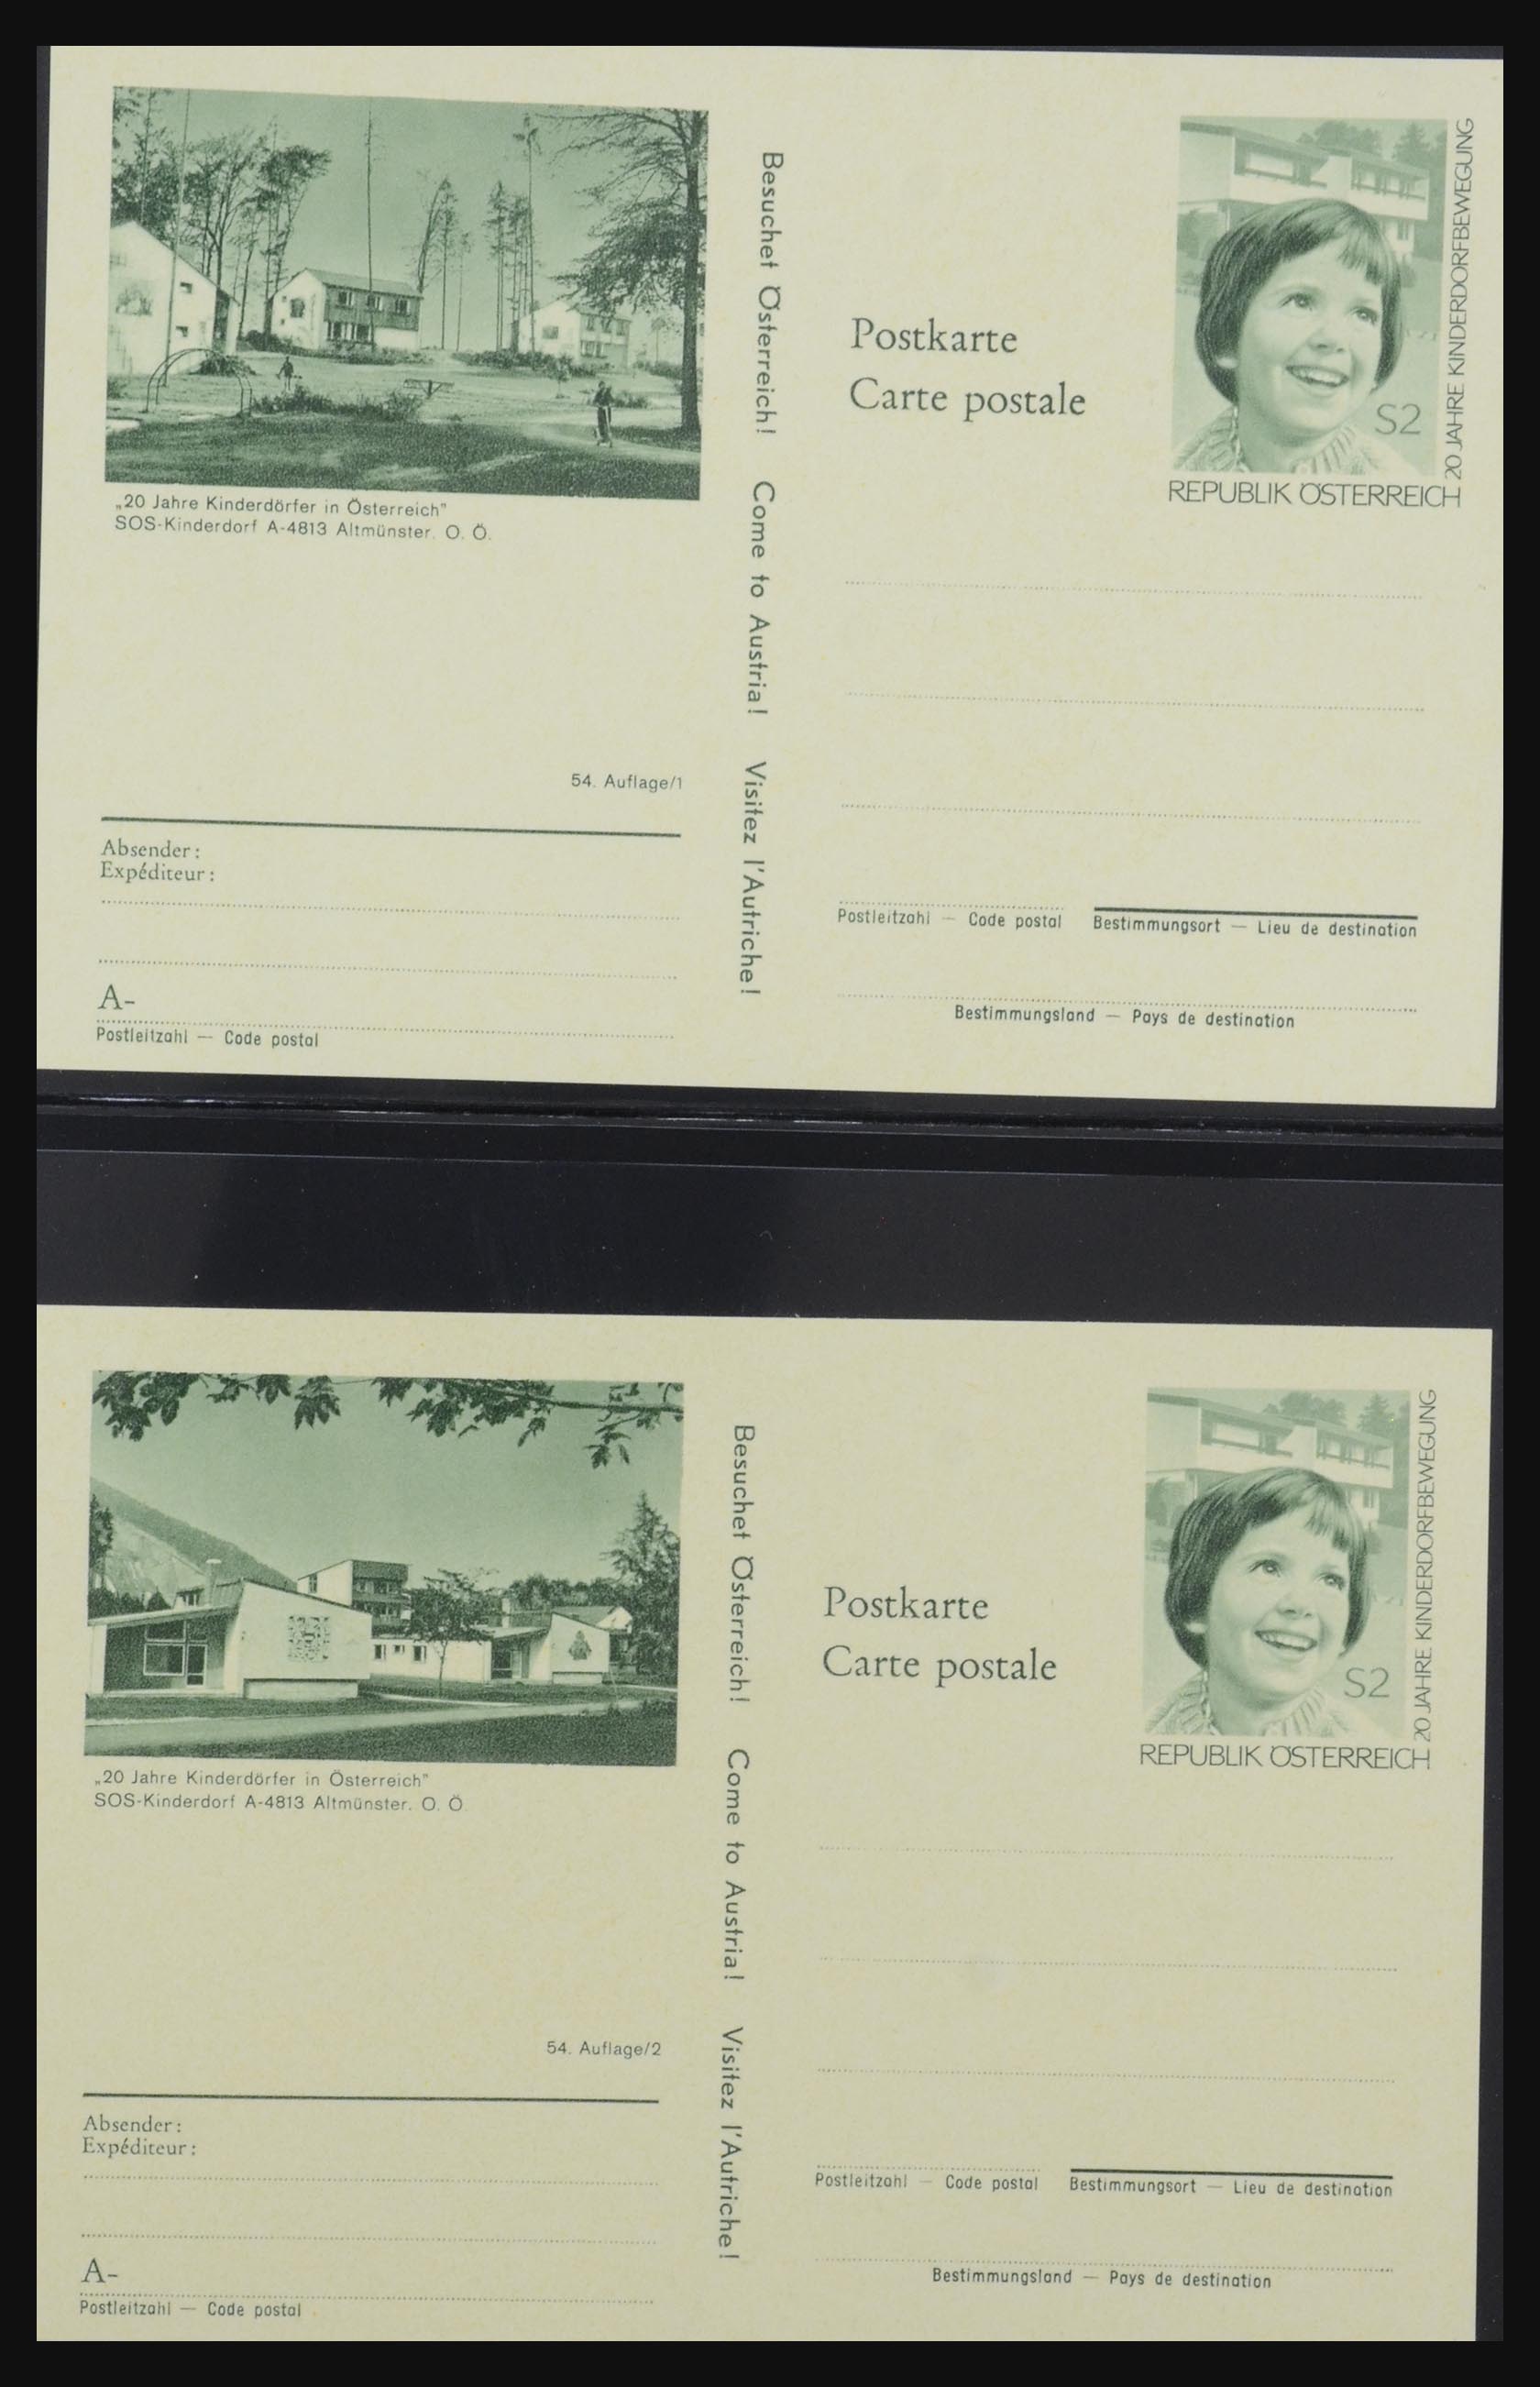 „20 Jahre Kinderdörfer in Österreich"
SOS-Kinderdorf A-4813 Altmünster. O. Ö.
54. Auflage/1
Absender:
Expéditeur:
A-
Postleitzahl — Code postal
Besuchet Österreich! Come to Austria! Visitez l'Autriche!
Postkarte
Carte postale
S2
20 JAHRE KINDERDORFBEWEGUNG
REPUBLIK ÖSTERREICH
Postleitzahl — Code postal Bestimmungsort — Lieu de destination
Bestimmungsland — Pays de destination
„20 Jahre Kinderdörfer in Österreich"
SOS-Kinderdorf A-4813 Altmünster. O. Ö
54. Auflage/2
Absender:
Expéditeur:
A-
Postleitzahl — Code postal
Besuchet Österreich! Come to Austria! Visitez l'Autriche!
Postkarte
Carte postale
S2
20 JAHRE KINDERDORFBEWEGUNG
REPUBLIK ÖSTERREICH
Postleitzahl — Code postal Bestimmungsort — Lieu de destination
Bestimmungsland — Pays de destination